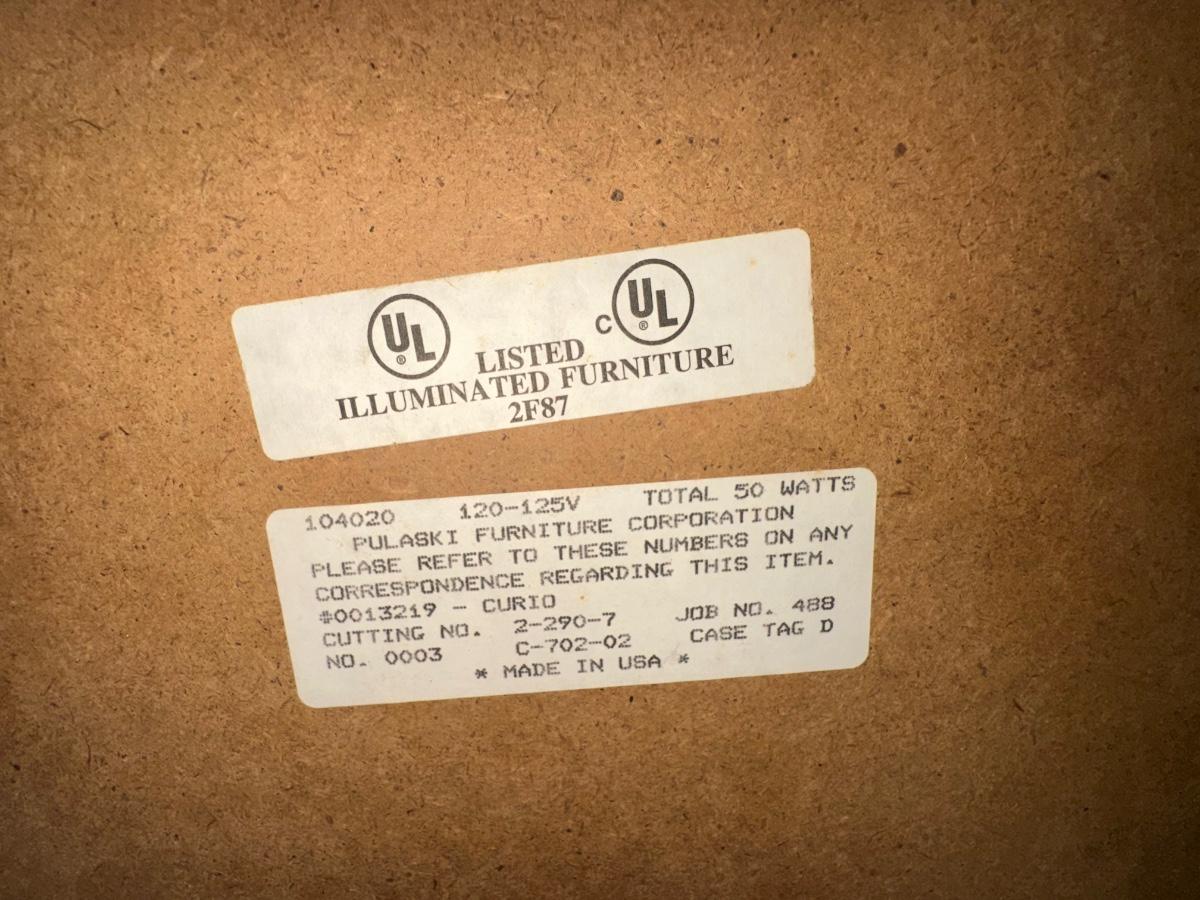 UL® C UL®
LISTED
ILLUMINATED FURNITURE
2F87
104020 120-125V TOTAL 50 WATTS
PULASKI FURNITURE CORPORATION
PLEASE REFER TO THESE NUMBERS ON ANY
CORRESPONDENCE REGARDING THIS ITEM.
#0013219 - CURIO
CUTTING NO. 2-290-7 JOB NO. 488
NO. 0003 C-702-02 CASE TAG D
* MADE IN USA *